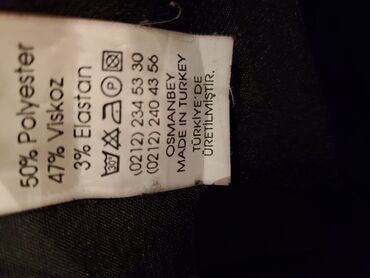 50% Polyester
47% Viskoz
3% Elastan
30°
P
(0212) 234 53 30
(0212) 240 43 56
OSMANBEY
MADE IN TURKEY
TÜRKİYE'DE
ÜRETİLMİŞTİR.